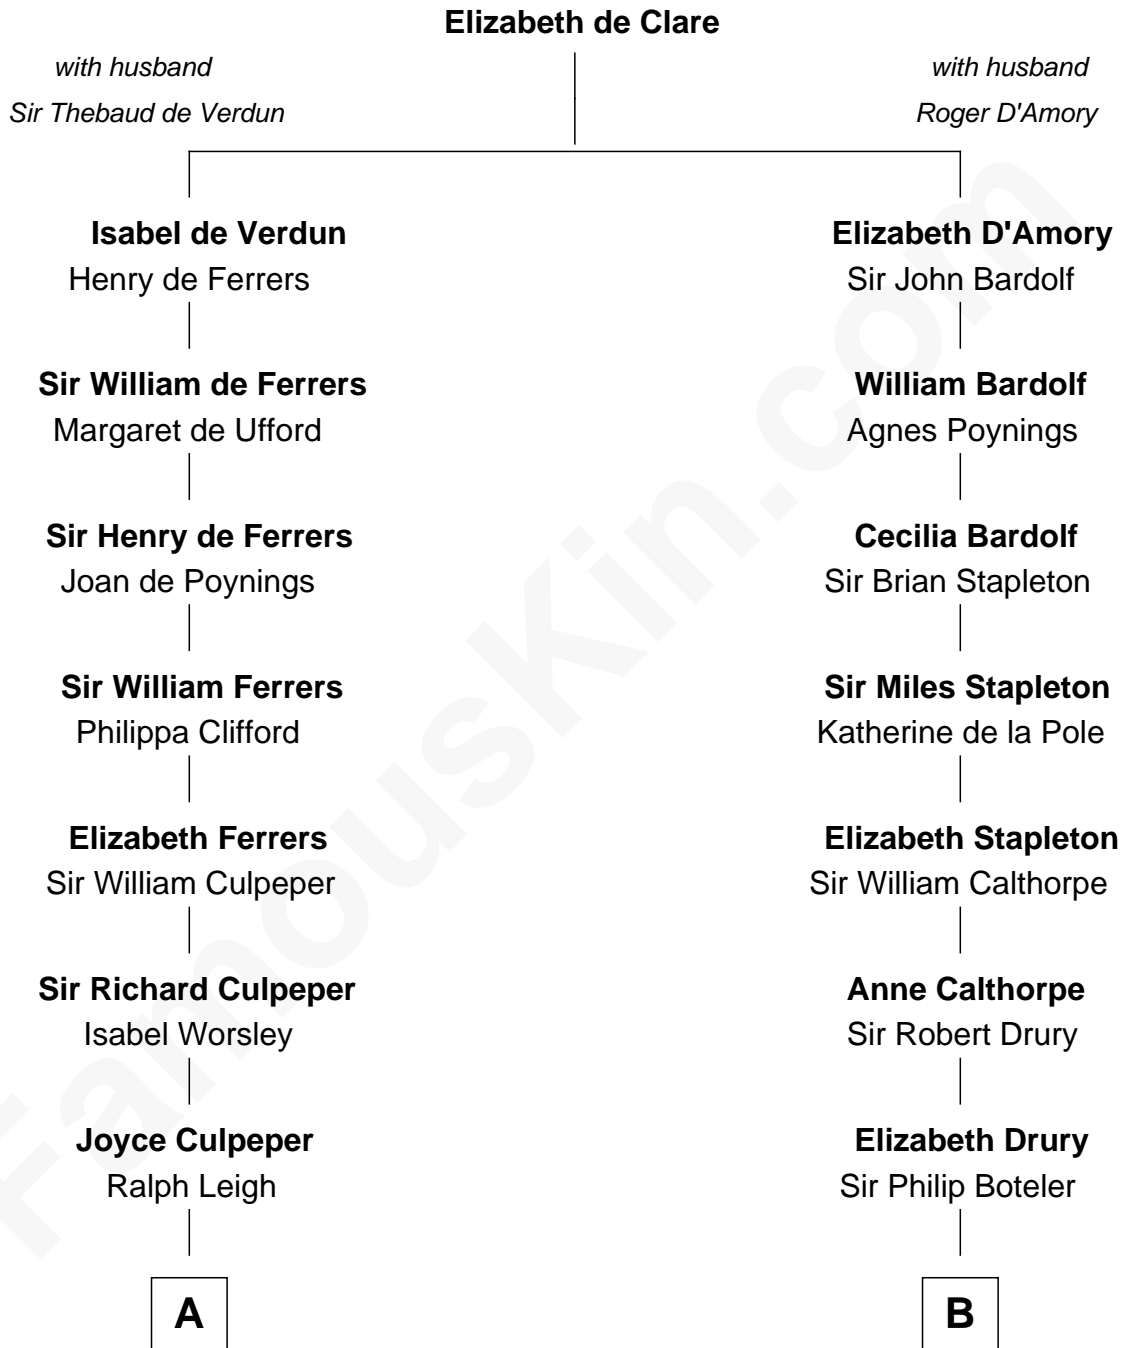 Elizabeth de Clare
with husband
Sir Thebaud de Verdun
with husband
Roger D'Amory
Isabel de Verdun
Henry de Ferrers
Elizabeth D'Amory
Sir John Bardolf
Sir William de Ferrers
Margaret de Ufford
William Bardolf
Agnes Poynings
Sir Henry de Ferrers
Joan de Poynings
Cecilia Bardolf
Sir Brian Stapleton
Sir William Ferrers
Philippa Clifford
Sir Miles Stapleton
Katherine de la Pole
Elizabeth Ferrers
Sir William Culpeper
Elizabeth Stapleton
Sir William Calthorpe
Sir Richard Culpeper
Isabel Worsley
Anne Calthorpe
Sir Robert Drury
Joyce Culpeper
Ralph Leigh
Elizabeth Drury
Sir Philip Boteler
A
B
FamousKin.com